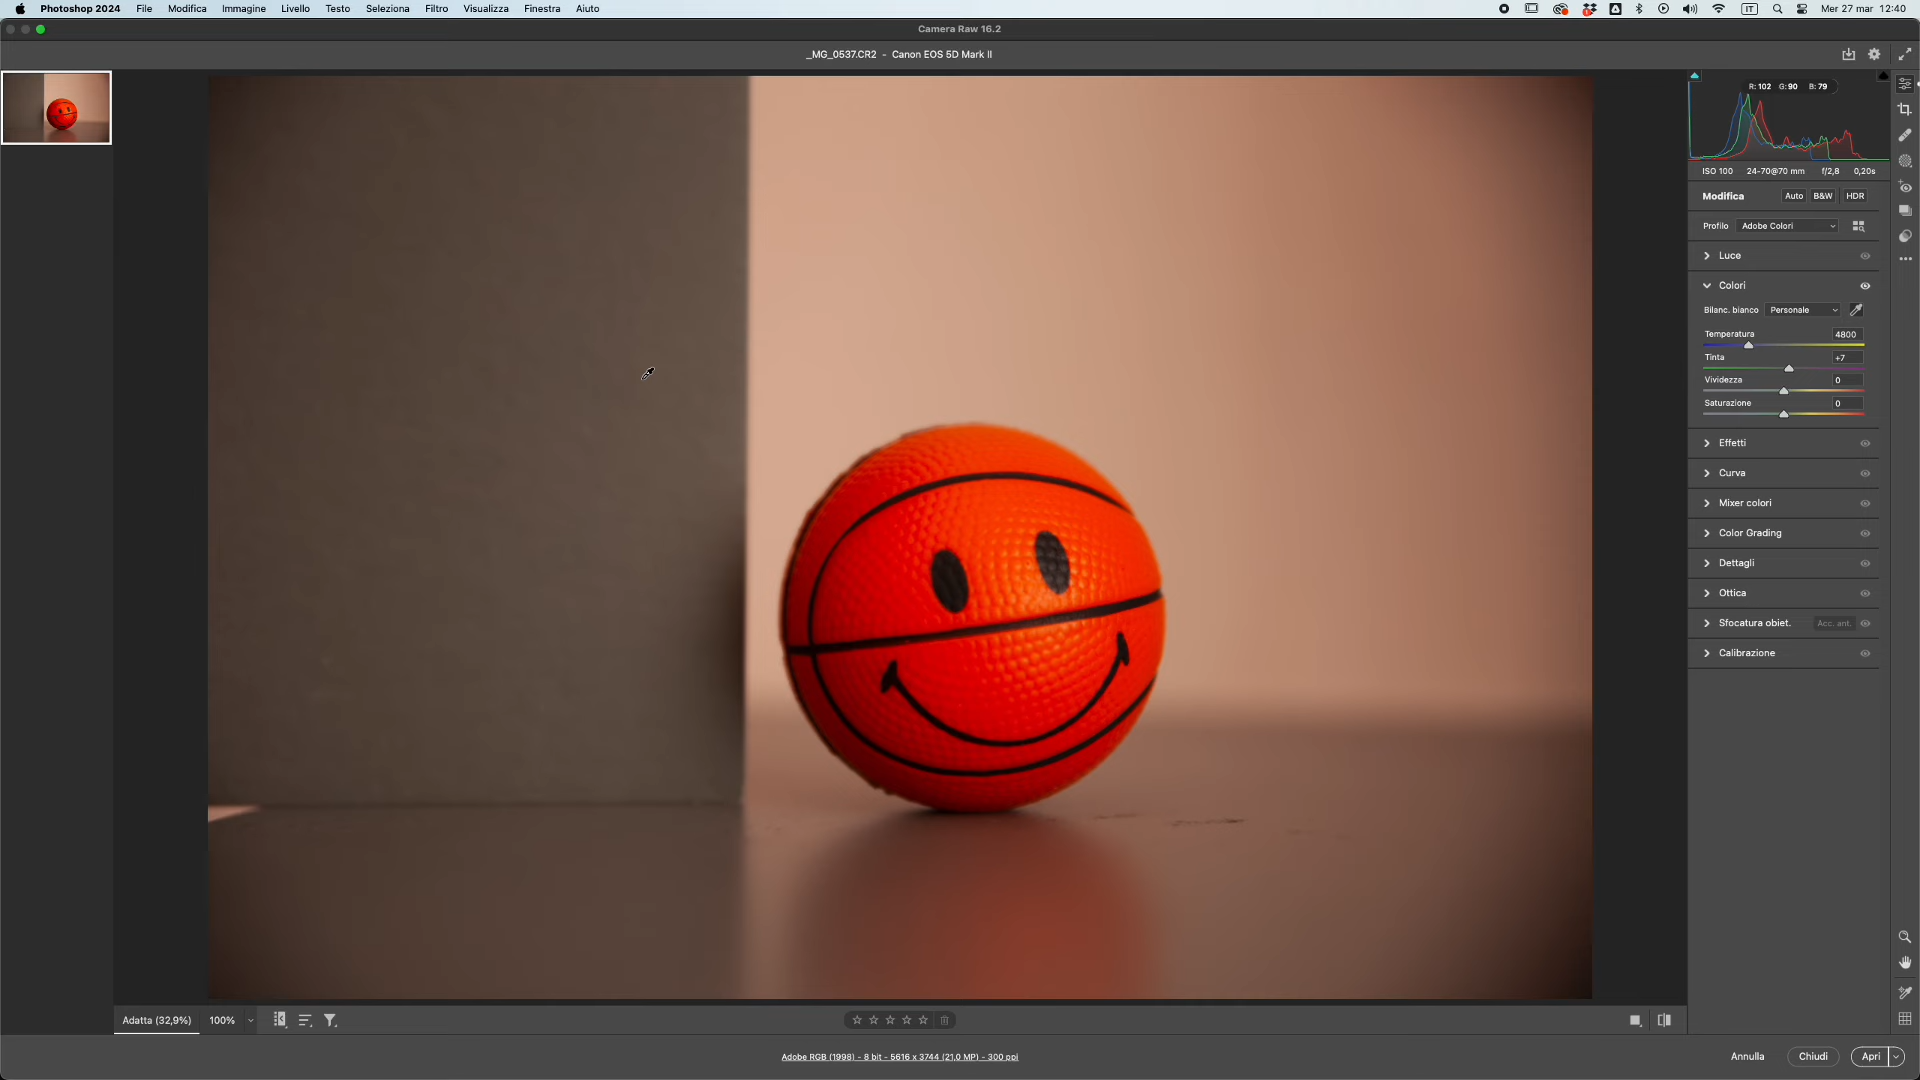 Photoshop 2024 File Modifica Immagine Livello Testo Seleziona Filtro Visualizza Finestra Aiuto IT Mer 27 mar 12:40
Camera Raw 16.2
_MG_0537.CR2 - Canon EOS 5D Mark II
R: 102 G: 90 B: 79
ISO 100 24-70@70 mm f/2,8 0,20s
Modifica Auto B&W HDR
Profilo Adobe Colori
Luce
Colori
Bilanc. bianco Personale
Temperatura 4800
Tinta +7
Vividezza 0
Saturazione 0
Effetti
Curva
Mixer colori
Color Grading
Dettagli
Ottica
Sfocatura obiet. Acc. ant.
Calibrazione
Adatta (32,9%) 100%
Adobe RGB (1998) - 8 bit - 5616 x 3744 (21,0 MP) - 300 ppi
Annulla Chiudi Apri